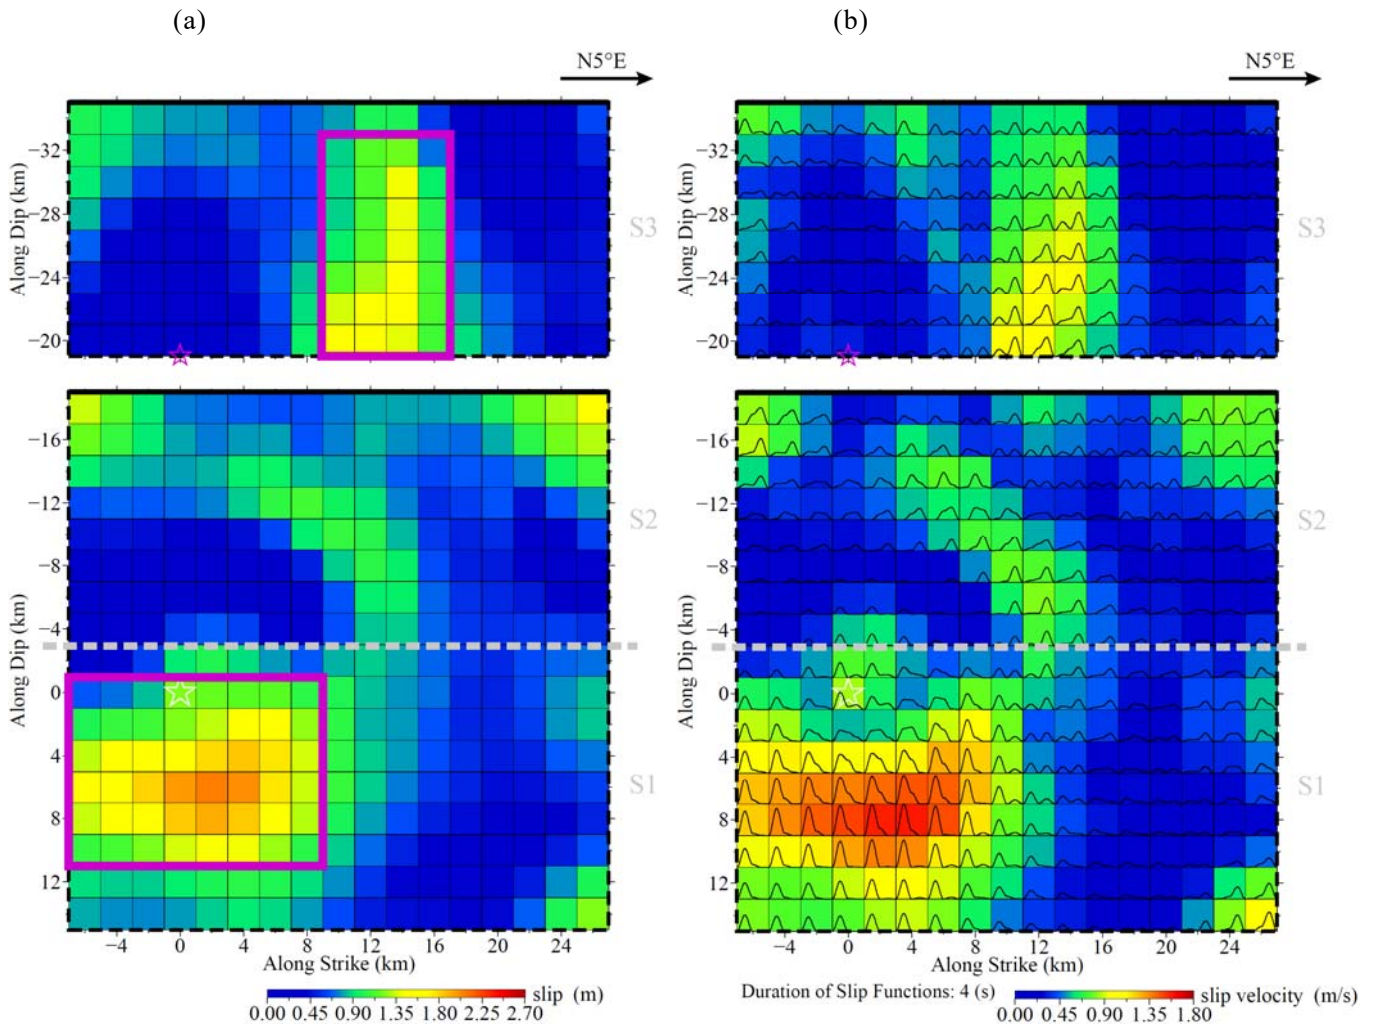 (a)
(b)
N5°E
N5°E
Along Dip (km)
−32
−28
−24
−20
S3
Along Dip (km)
−32
−28
−24
−20
S3
Along Dip (km)
−16
−12
−8
−4
0
4
8
12
S2
S1
Along Dip (km)
−16
−12
−8
−4
0
4
8
12
S2
S1
−4 0 4 8 12 16 20 24
Along Strike (km)
−4 0 4 8 12 16 20 24
Along Strike (km)
slip (m)
0.00 0.45 0.90 1.35 1.80 2.25 2.70
Duration of Slip Functions: 4 (s)
slip velocity (m/s)
0.00 0.45 0.90 1.35 1.80